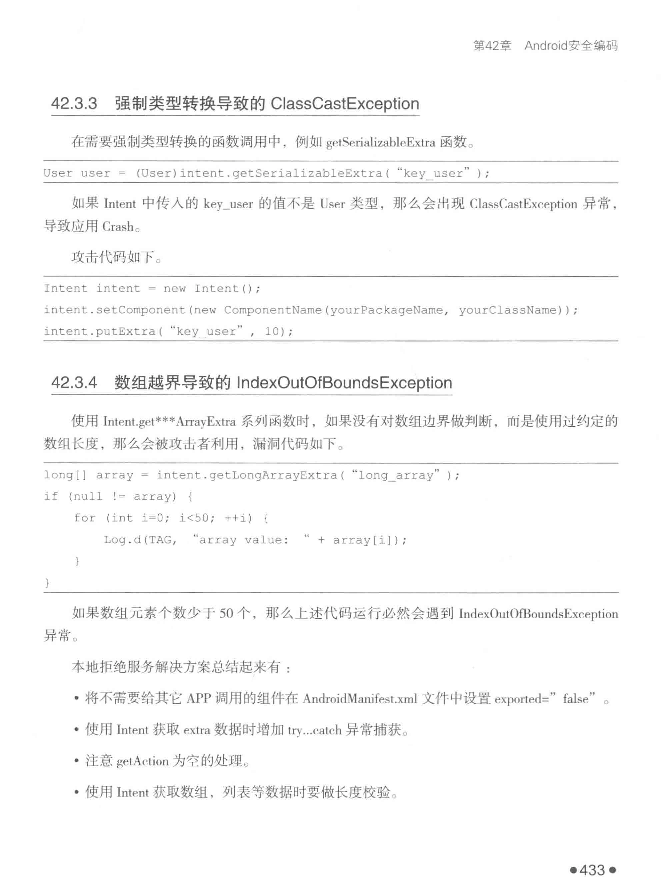 第42章 Android安全编码
42.3.3 强制类型转换导致的 ClassCastException
在需要强制类型转换的函数调用中，例如 getSerializableExtra 函数。
User user = (User)intent.getSerializableExtra( “key_user” );
如果 Intent 中传入的 key_user 的值不是 User 类型，那么会出现 ClassCastException 异常，
导致应用 Crash。
攻击代码如下。
Intent intent = new Intent();
intent.setComponent(new ComponentName(yourPackageName, yourClassName));
intent.putExtra( “key_user” , 10);
42.3.4 数组越界导致的 IndexOutOfBoundsException
使用 Intent.get***ArrayExtra 系列函数时，如果没有对数组边界做判断，而是使用过约定的
数组长度，那么会被攻击者利用，漏洞代码如下。
long[] array = intent.getLongArrayExtra( “long_array” );
if (null != array) {
for (int i=0; i<50; ++i) {
Log.d(TAG, “array value: ” + array[i]);
}
}
如果数组元素个数少于 50 个，那么上述代码运行必然会遇到 IndexOutOfBoundsException
异常。
本地拒绝服务解决方案总结起来有：
• 将不需要给其它 APP 调用的组件在 AndroidManifest.xml 文件中设置 exported=”false”。
• 使用 Intent 获取 extra 数据时增加 try...catch 异常捕获。
• 注意 getAction 为空的处理。
• 使用 Intent 获取数组、列表等数据时要做长度校验。
●433●